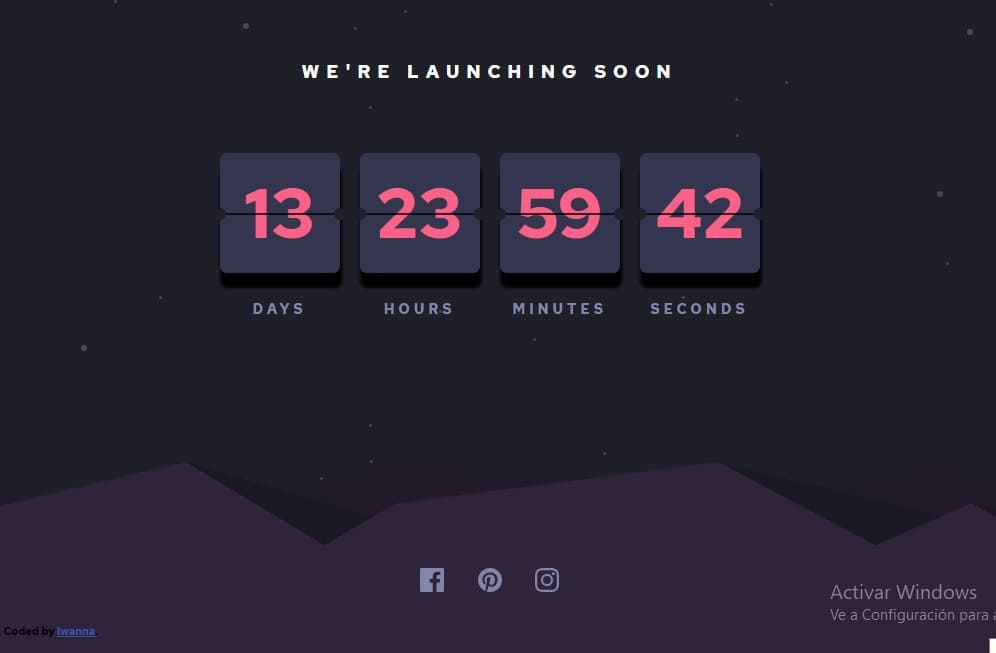 WE'RE LAUNCHING SOON
13 23 59 42
DAYS HOURS MINUTES SECONDS
Activar Windows
Ve a Configuración para
. Coded by Iwanna.